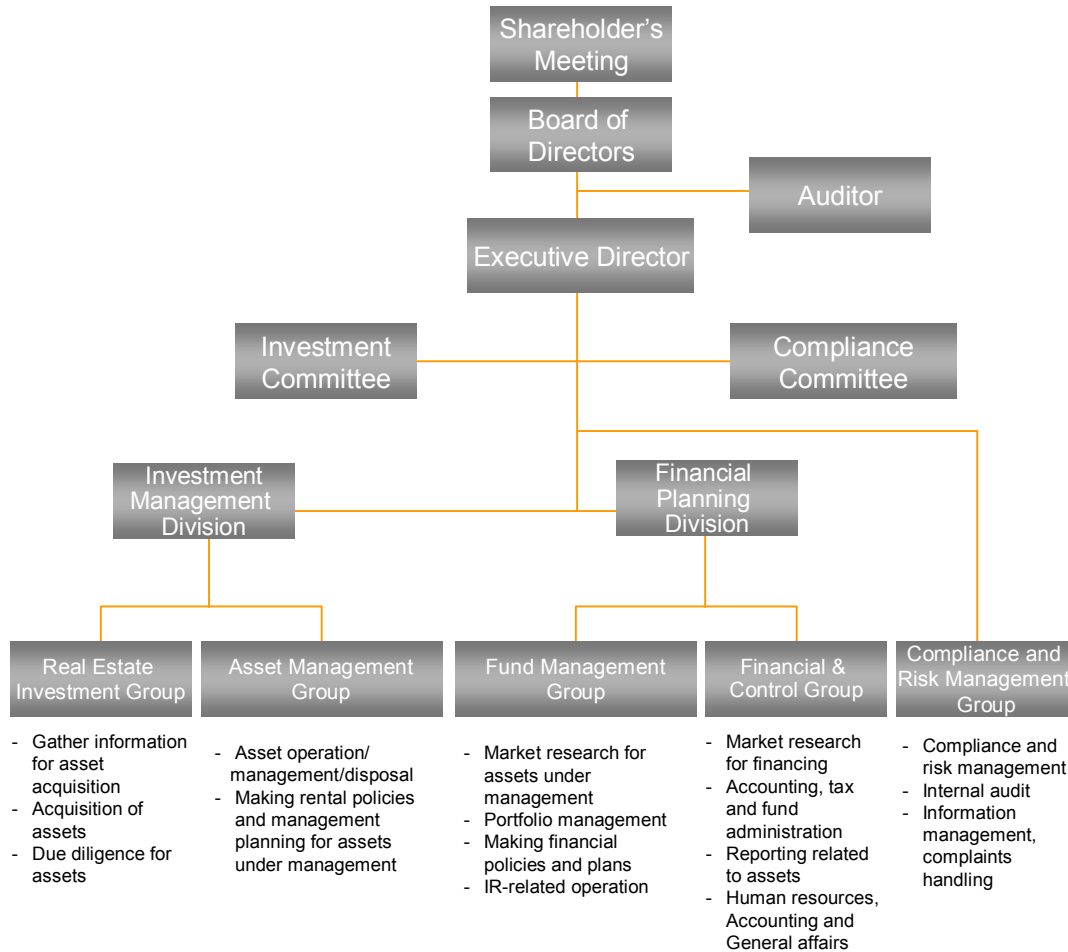 Shareholder’s
Meeting
Board of
Directors
Auditor
Executive Director
Investment
Committee
Compliance
Committee
Investment
Management
Division
Financial
Planning
Division
Real Estate
Investment Group
Asset Management
Group
Fund Management
Group
Financial &
Control Group
Compliance and
Risk Management
Group
- Gather information
for asset
acquisition
- Acquisition of
assets
- Due diligence for
assets
- Asset operation/
management/disposal
- Making rental policies
and management
planning for assets
under management
- Market research for
assets under
management
- Portfolio management
- Making financial
policies and plans
- IR-related operation
- Market research
for financing
- Accounting, tax
and fund
administration
- Reporting related
to assets
- Human resources,
Accounting and
General affairs
- Compliance and
risk management
- Internal audit
- Information
management,
complaints
handling